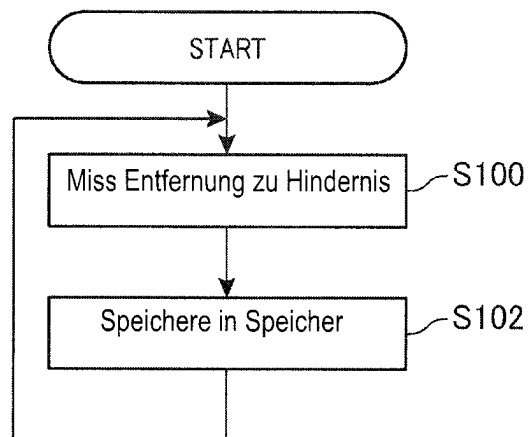 START
Miss Entfernung zu Hindernis
S100
Speichere in Speicher
S102